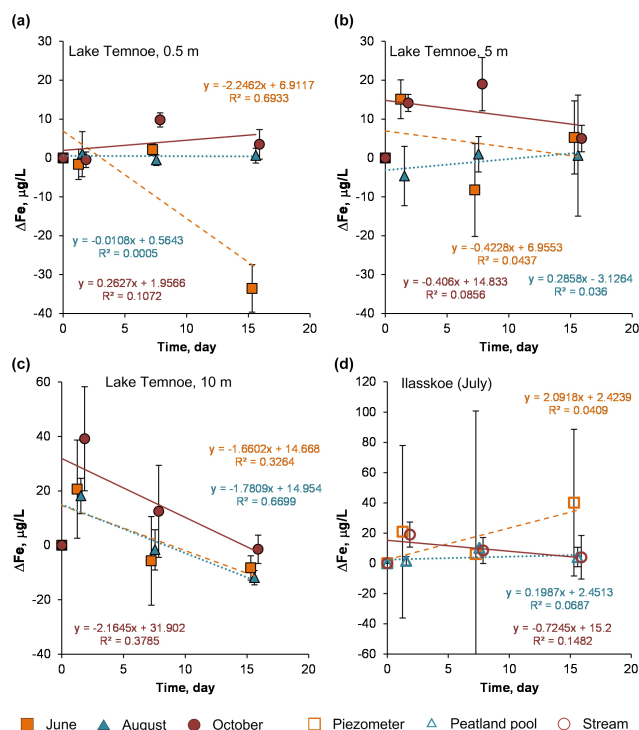 (a)
Lake Temnoe, 0.5 m
30
20
10
0
-10
-20
-30
-40
ΔFe, µg/L
y = -2.2462x + 6.9117
R² = 0.6933
y = -0.0108x + 0.5643
R² = 0.0005
y = 0.2627x + 1.9566
R² = 0.1072
0 5 10 15 20
Time, day
(b)
Lake Temnoe, 5 m
30
20
10
0
-10
-20
-30
-40
ΔFe, µg/L
y = -0.4228x + 6.9553
R² = 0.0437
y = -0.406x + 14.833
R² = 0.0856
y = 0.2858x - 3.1264
R² = 0.036
0 5 10 15 20
Time, day
(c)
Lake Temnoe, 10 m
60
40
20
0
-20
-40
-60
ΔFe, µg/L
y = -1.6602x + 14.668
R² = 0.3264
y = -1.7809x + 14.954
R² = 0.6699
y = -2.1645x + 31.902
R² = 0.3785
0 5 10 15 20
Time, day
(d)
Ilasskoe (July)
120
100
80
60
40
20
0
-20
-40
-60
ΔFe, µg/L
y = 2.0918x + 2.4239
R² = 0.0409
y = 0.1987x + 2.4513
R² = 0.0687
y = -0.7245x + 15.2
R² = 0.1482
0 5 10 15 20
Time, day
June August October Piezometer Peatland pool Stream